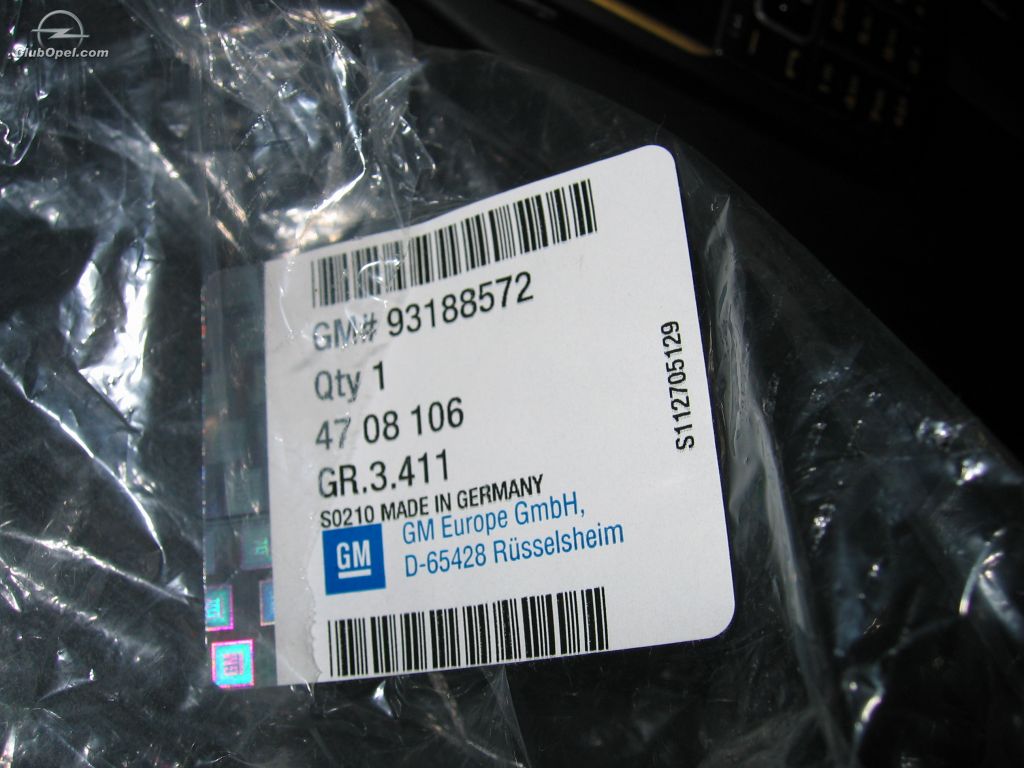 ClubOpel.com
GM# 93188572
Qty 1
47 08 106
GR.3.411
S0210 MADE IN GERMANY
GM
GM Europe GmbH,
D-65428 Rüsselsheim
S112705129